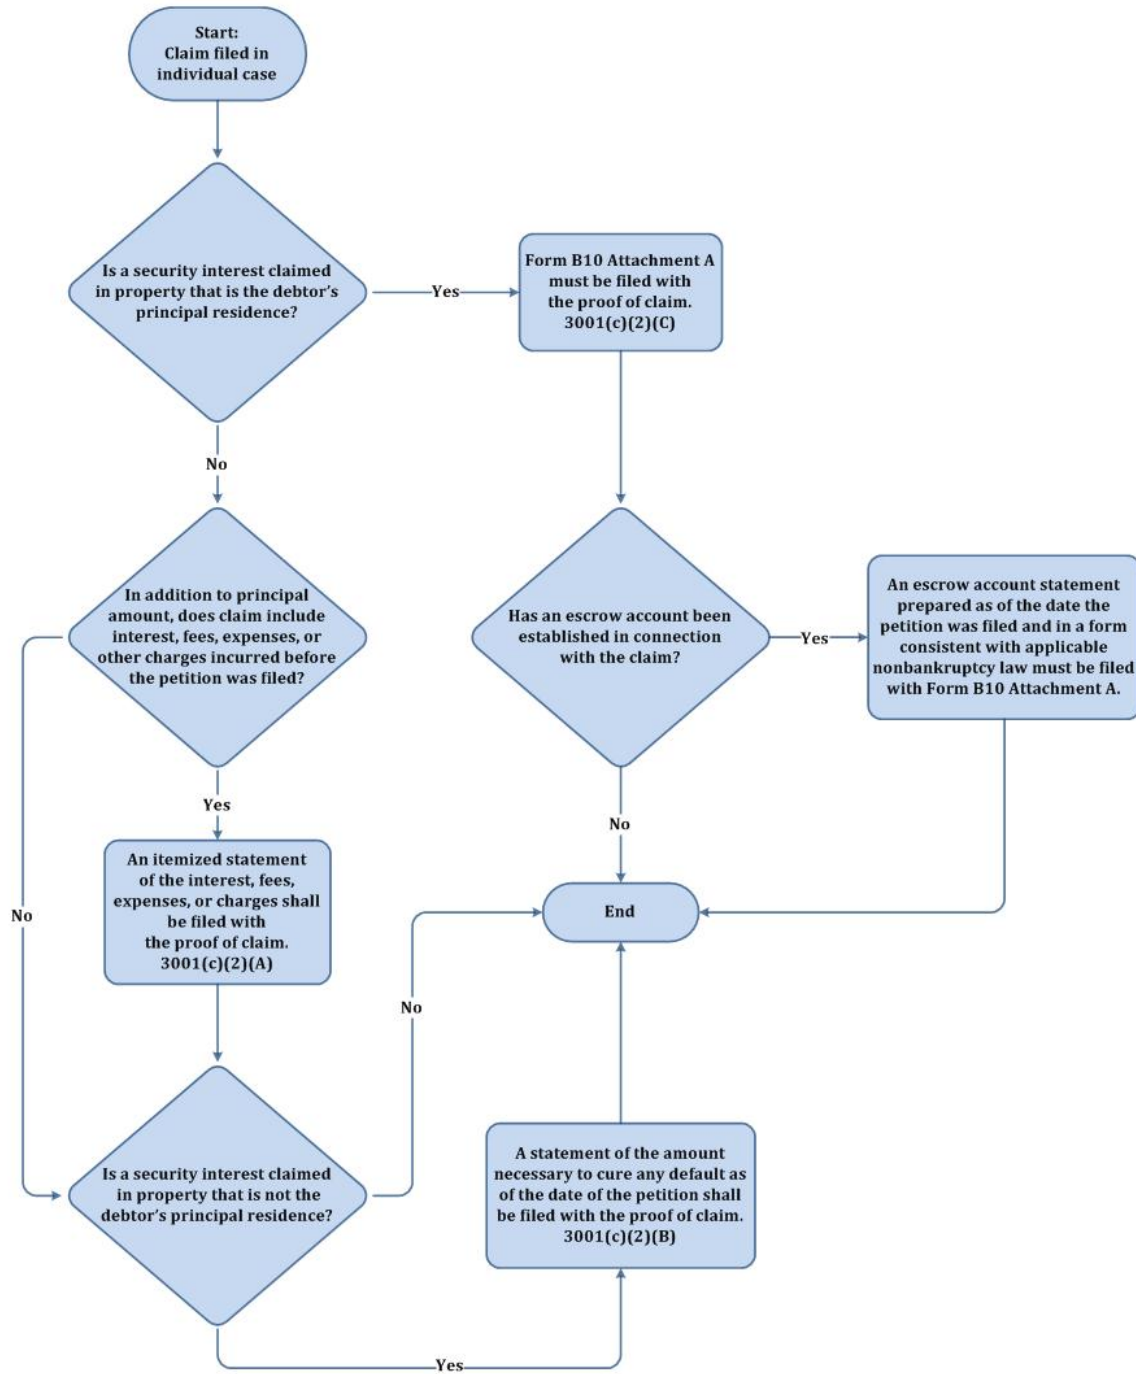 Start:
Claim filed in
individual case
Is a security interest claimed
in property that is the debtor's
principal residence?
Yes
Form B10 Attachment A
must be filed with
the proof of claim.
3001(c)(2)(C)
No
In addition to principal
amount, does claim include
interest, fees, expenses, or
other charges incurred before
the petition was filed?
Has an escrow account been
established in connection
with the claim?
Yes
An escrow account statement
prepared as of the date the
petition was filed and in a form
consistent with applicable
nonbankruptcy law must be filed
with Form B10 Attachment A.
Yes
No
An itemized statement
of the interest, fees,
expenses, or charges shall
be filed with
the proof of claim.
3001(c)(2)(A)
No
End
No
Is a security interest claimed
in property that is not the
debtor's principal residence?
A statement of the amount
necessary to cure any default as
of the date of the petition shall
be filed with the proof of claim.
3001(c)(2)(B)
Yes